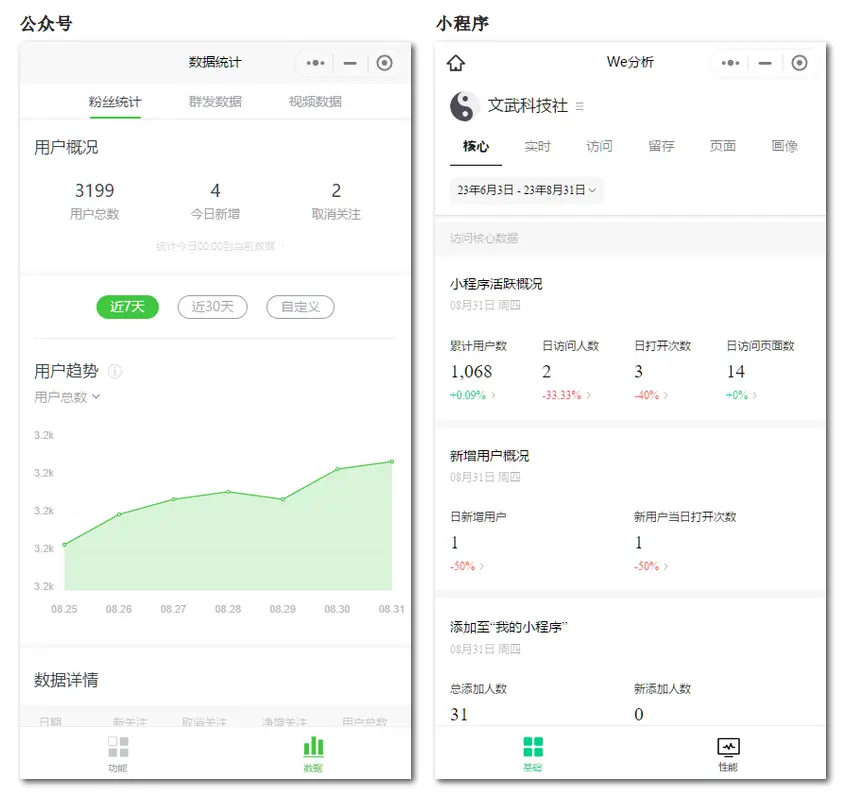 公众号
数据统计
粉丝统计 群发数据 视频数据
用户概况
3199 4 2
用户总数 今日新增 取消关注
统计今日00:00到当前数据
近7天 近30天 自定义
用户趋势
用户总数
3.2k
3.2k
3.2k
3.2k
3.2k
08.25 08.26 08.27 08.28 08.29 08.30 08.31
数据详情
日期 新关注 取消关注 净增关注 用户总数
功能 数据
小程序
We分析
文武科技社
核心 实时 访问 留存 页面 画像
23年6月3日 - 23年8月31日
访问核心数据
小程序活跃概况
08月31日 周四
累计用户数 日访问人数 日打开次数 日访问页面数
1,068 2 3 14
+0.09% -33.33% -40% +0%
新增用户概况
08月31日 周四
日新增用户 新用户当日打开次数
1 1
-50% -50%
添加至“我的小程序”
08月31日 周四
总添加人数 新添加人数
31 0
基础 性能